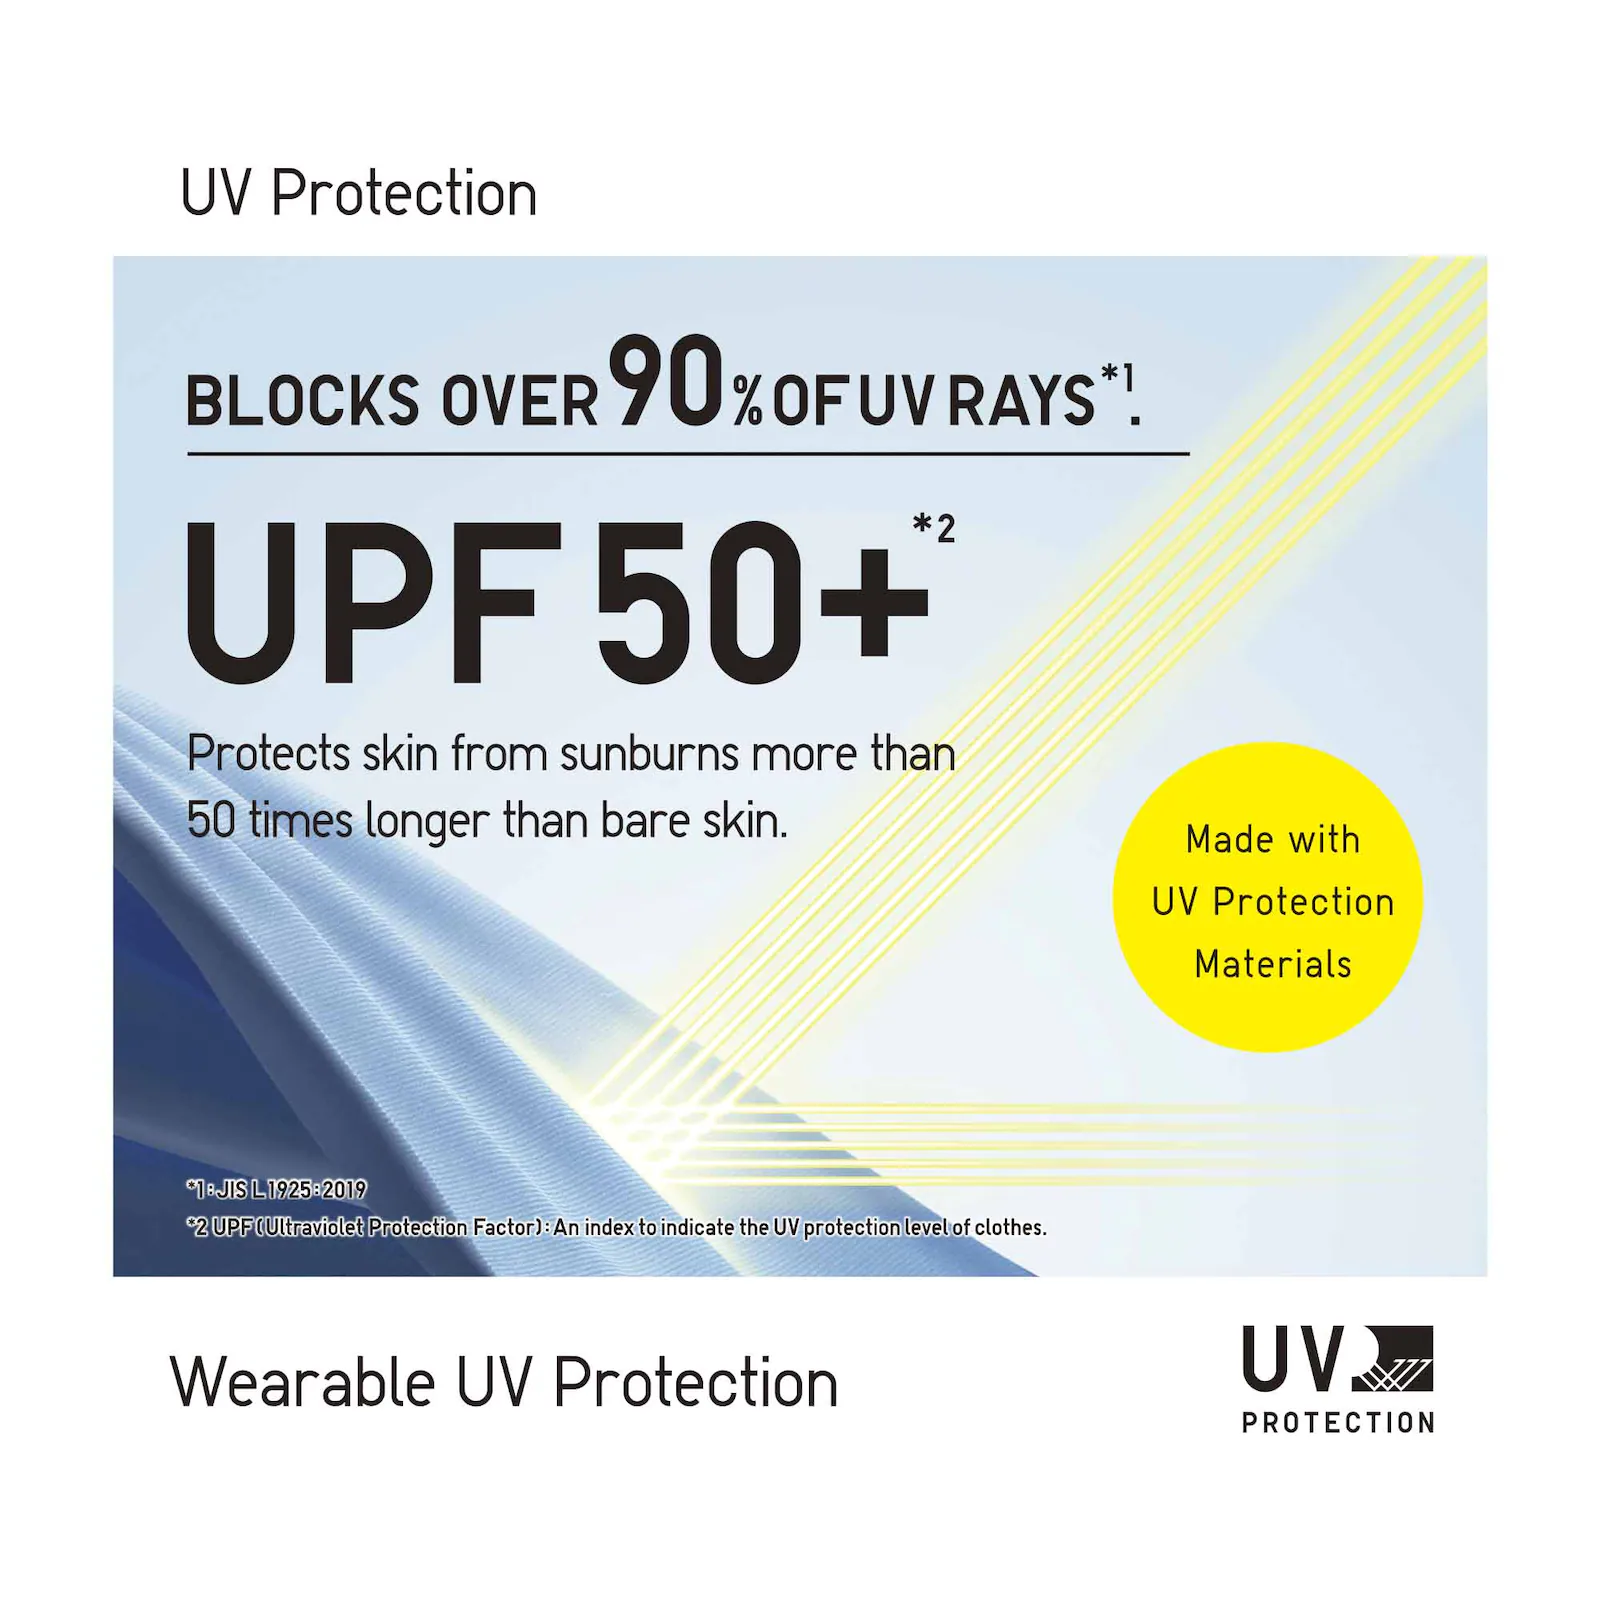 UV Protection
BLOCKS OVER 90% OF UV RAYS*1.
UPF 50+*2
Protects skin from sunburns more than
50 times longer than bare skin.
Made with
UV Protection
Materials
*1:JIS L 1925:2019
*2 UPF(Ultraviolet Protection Factor):An index to indicate the UV protection level of clothes.
Wearable UV Protection
UV
PROTECTION